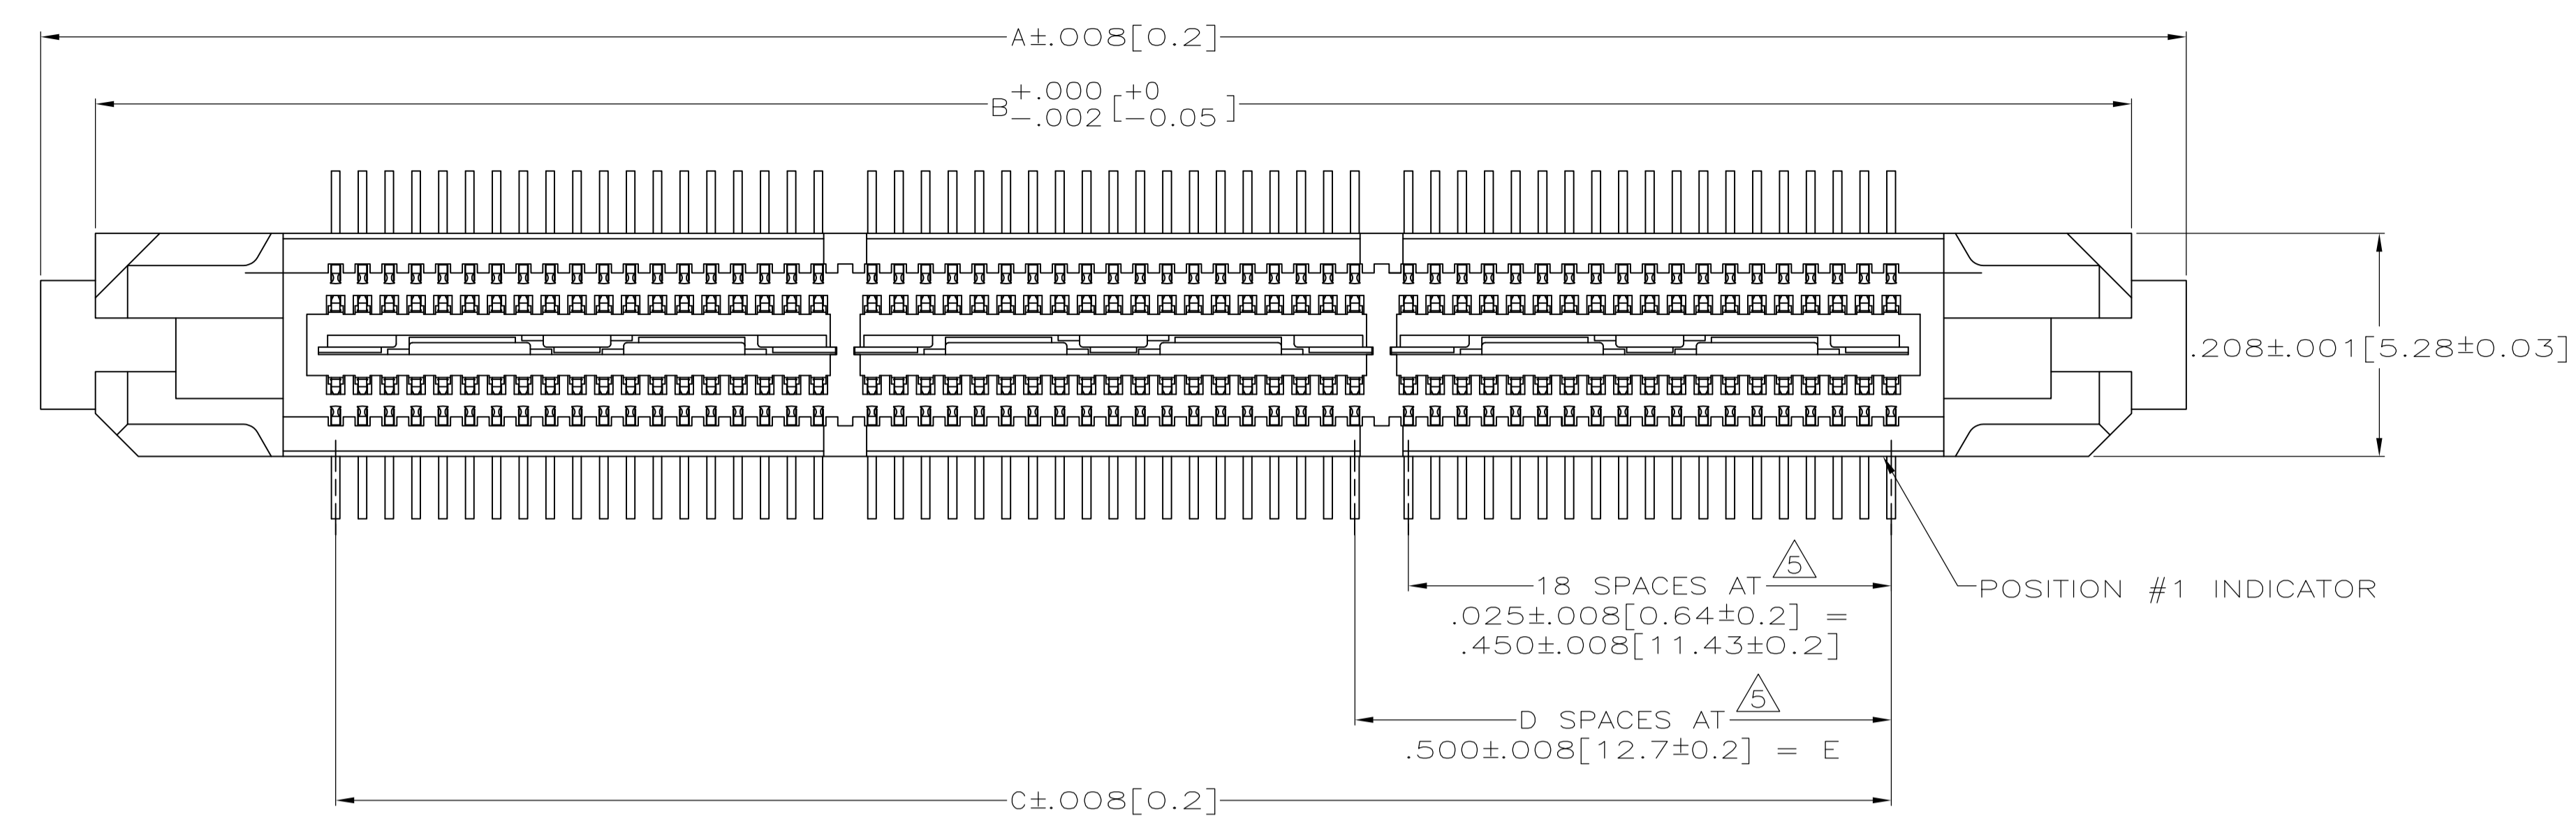 A±.008[0.2]
B +.000 -.002 [ +0 -0.05 ]
.208±.001[5.28±0.03]
5
18 SPACES AT
.025±.008[0.64±0.2] =
.450±.008[11.43±0.2]
POSITION #1 INDICATOR
5
D SPACES AT
.500±.008[12.7±0.2] = E
C±.008[0.2]